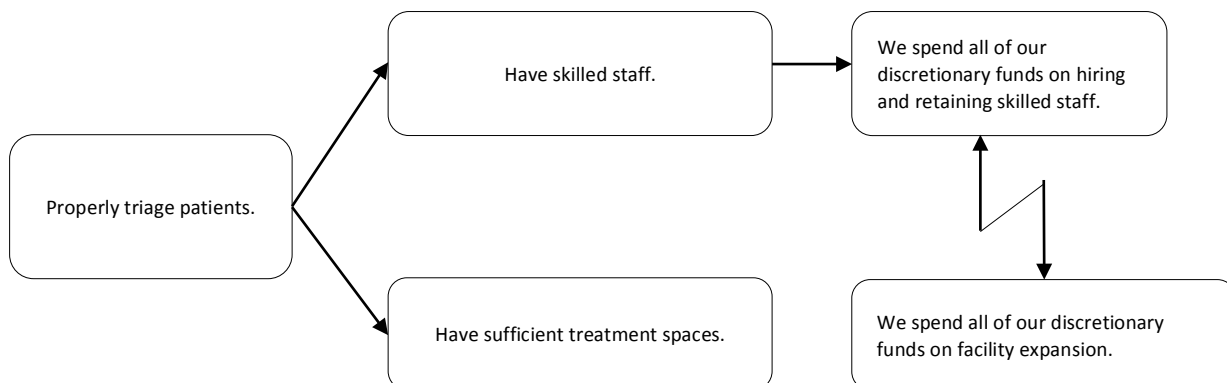 We spend all of our
discretionary funds on hiring
and retaining skilled staff.
Have skilled staff.
Properly triage patients.
Have sufficient treatment spaces.
We spend all of our discretionary
funds on facility expansion.